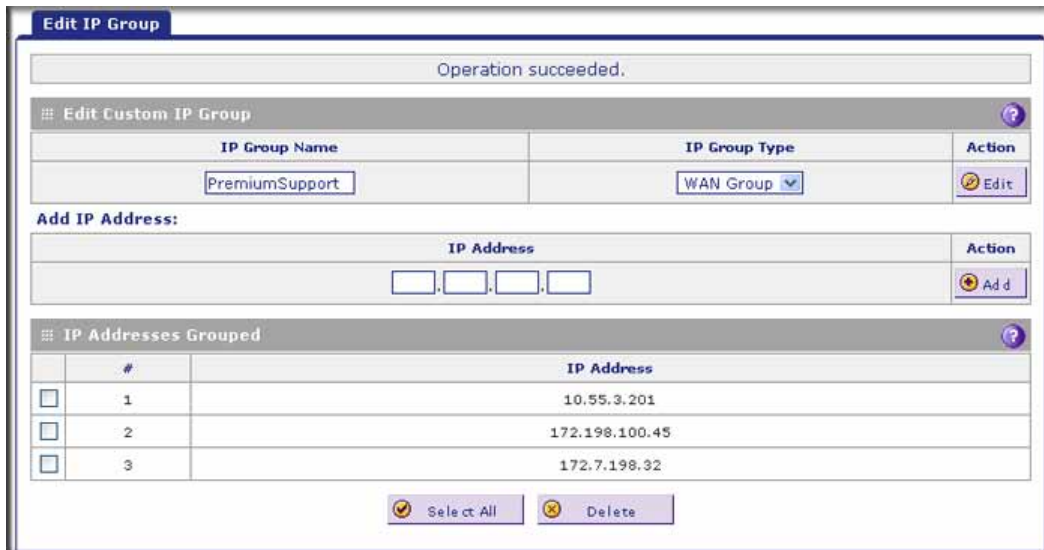 Edit IP Group
Operation succeeded.
Edit Custom IP Group ?
IP Group Name IP Group Type Action
PremiumSupport WAN Group Edit
Add IP Address:
IP Address Action
. . . Add
IP Addresses Grouped ?
# IP Address
1 10.55.3.201
2 172.198.100.45
3 172.7.198.32
Select All Delete